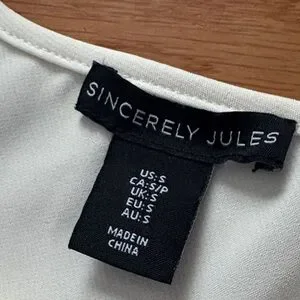 SINCERELY JULES
US:S
CA:S/P
UK:S
EU:S
AU:S
MADE IN
CHINA